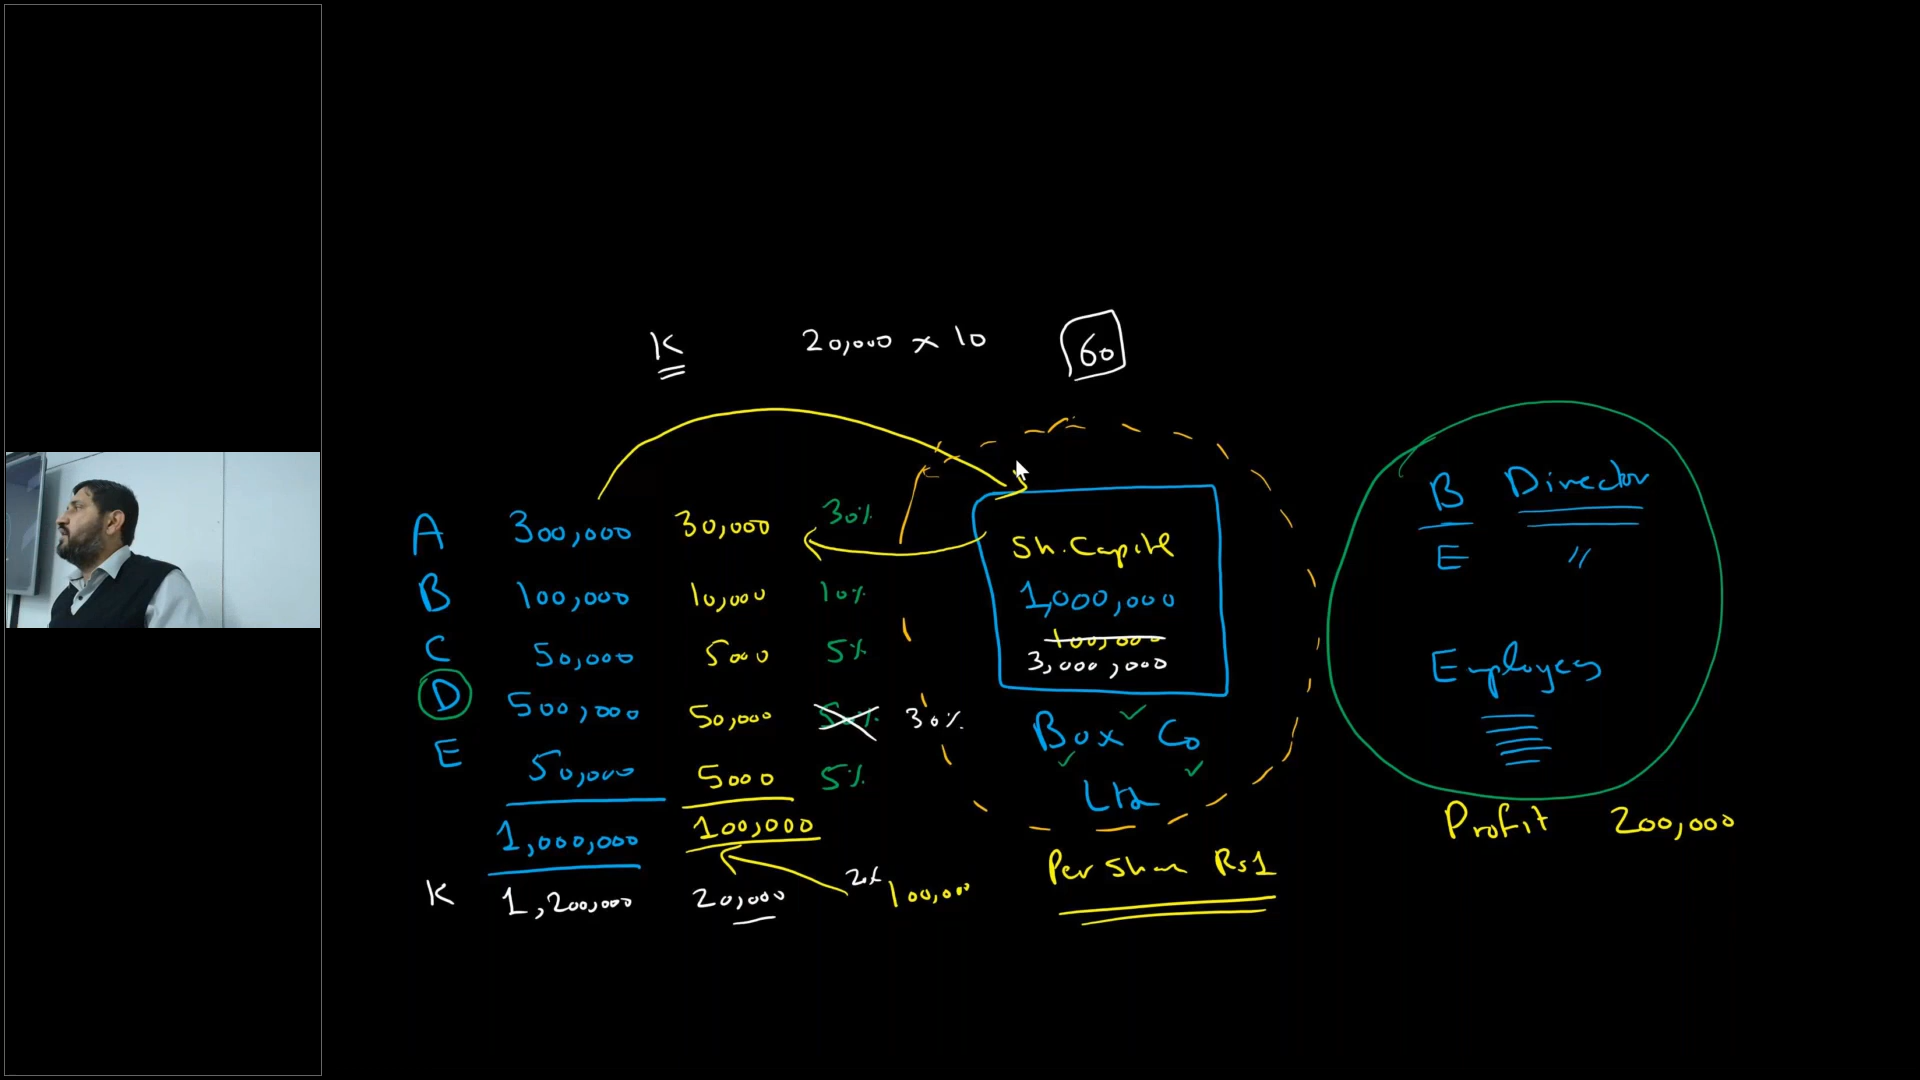 K 20,000 x 10 60
A 300,000 30,000 30%
B 100,000 10,000 10%
C 50,000 5000 5%
D 500,000 50,000 50% 30%
E 50,000 5000 5%
1,000,000 100,000
K 1,200,000 20,000 20% 100,000
Sh. Capital
1,000,000
100,000
3,000,000
Box Co
Ltd
Per Share Rs1
B Director
E "
Employees
Profit 200,000